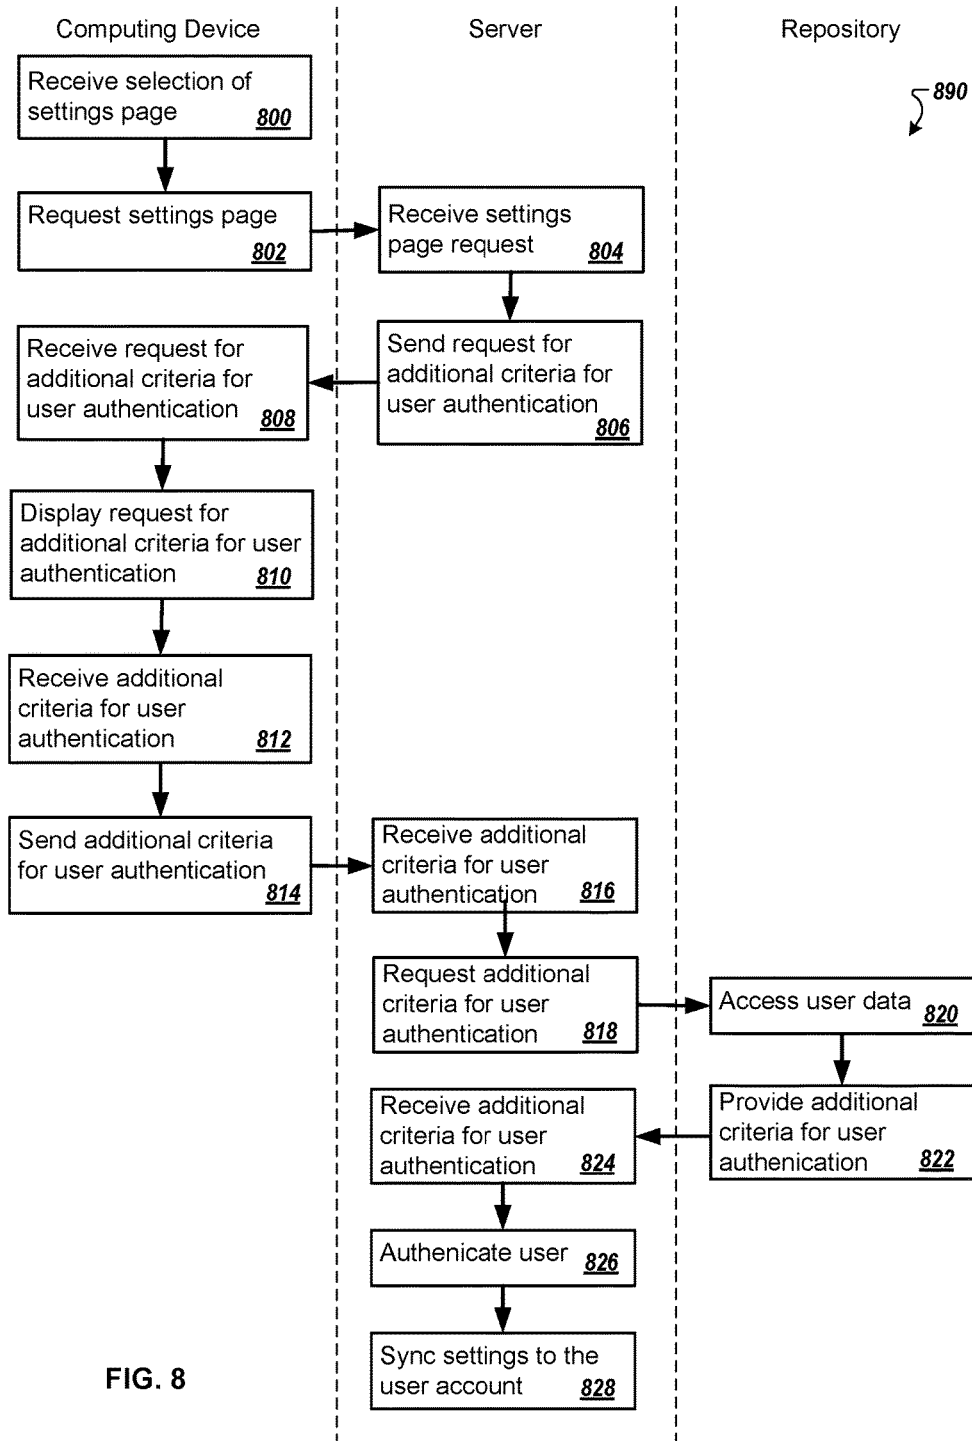 Computing Device
Server
Repository
890
Receive selection of
settings page
800
Request settings page
802
Receive settings
page request
804
Send request for
additional criteria for
user authentication
806
Receive request for
additional criteria for
user authentication
808
Display request for
additional criteria for user
authentication
810
Receive additional
criteria for user
authentication
812
Send additional criteria
for user authentication
814
Receive additional
criteria for user
authentication
816
Request additional
criteria for user
authentication
818
Access user data
820
Provide additional
criteria for user
authenication
822
Receive additional
criteria for user
authentication
824
Authenicate user
826
Sync settings to the
user account
828
FIG. 8